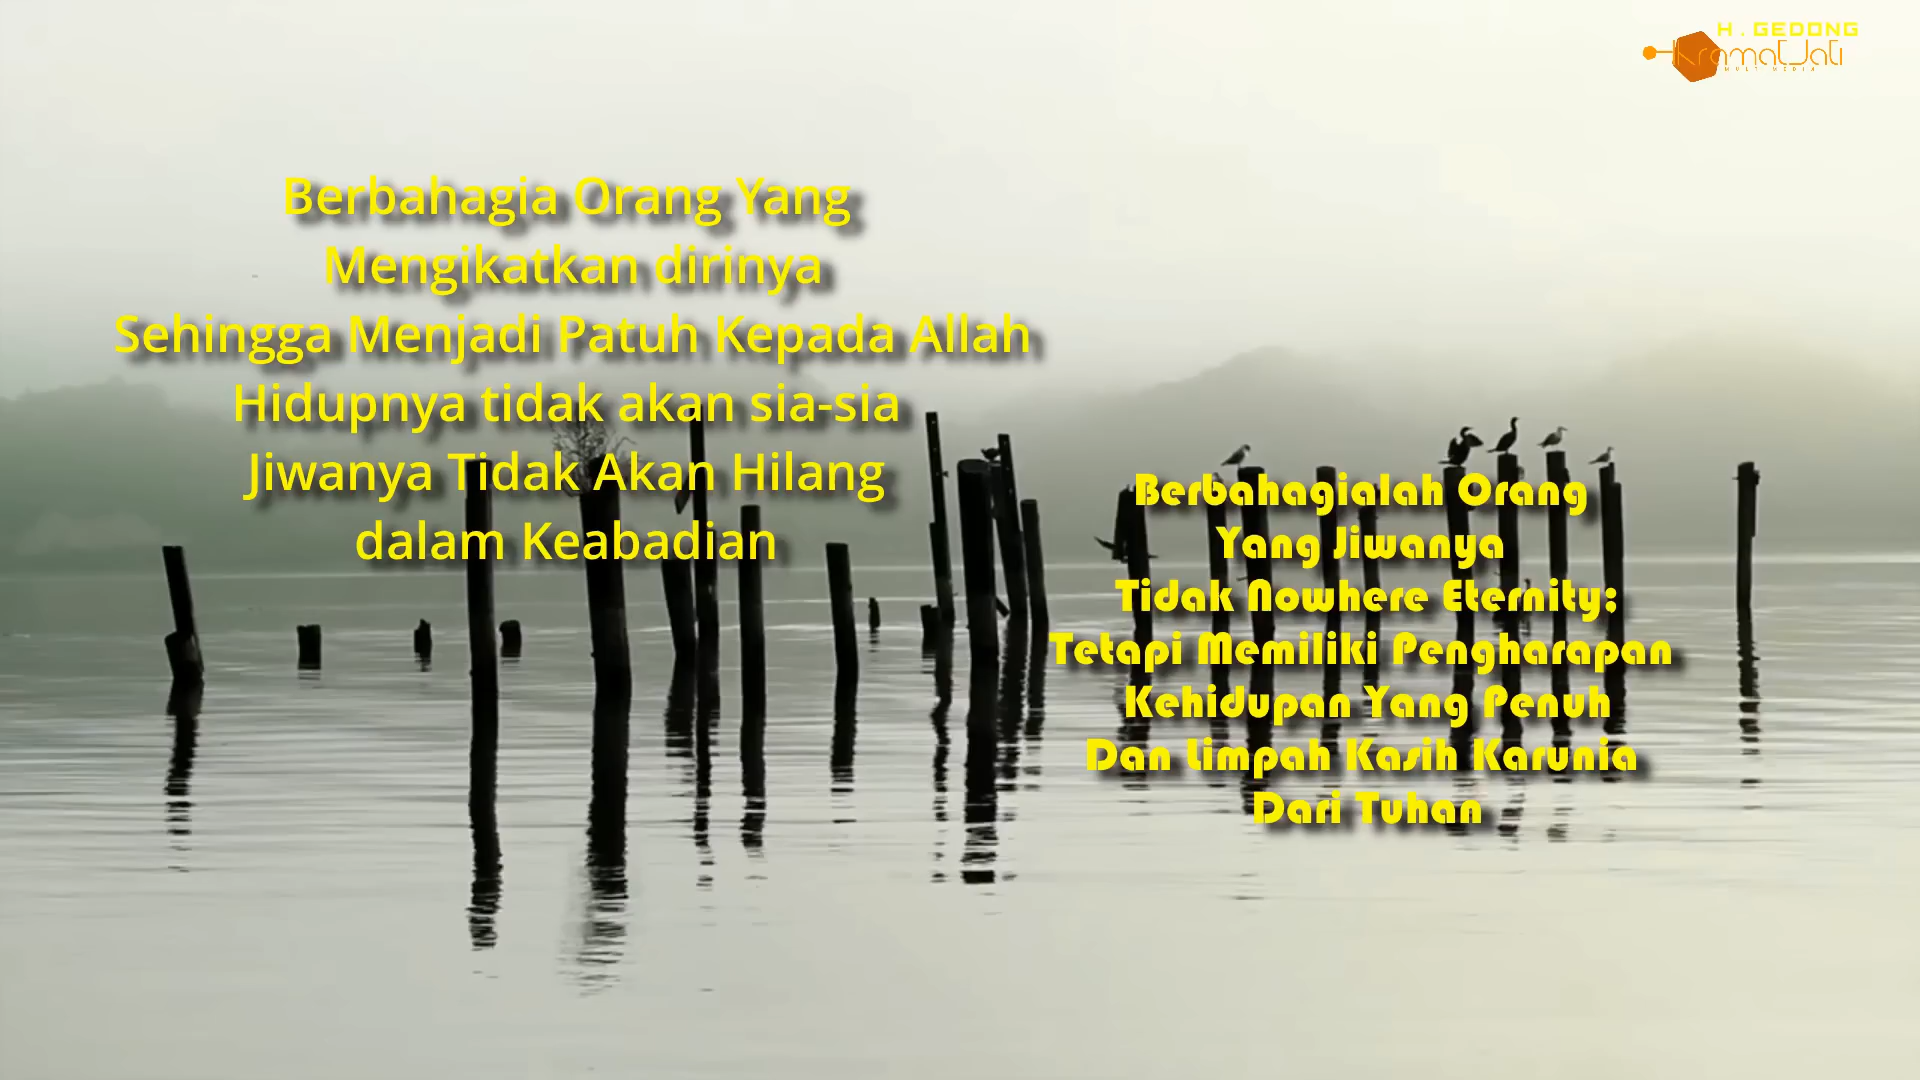 H . GEDONG
KramatJati
MULTIMEDIA
Berbahagia Orang Yang
Mengikatkan dirinya
Sehingga Menjadi Patuh Kepada Allah
Hidupnya tidak akan sia-sia
Jiwanya Tidak Akan Hilang
dalam Keabadian
Berbahagialah Orang
Yang Jiwanya
Tidak Nowhere Eternity;
Tetapi Memiliki Pengharapan
Kehidupan Yang Penuh
Dan Limpah Kasih Karunia
Dari Tuhan